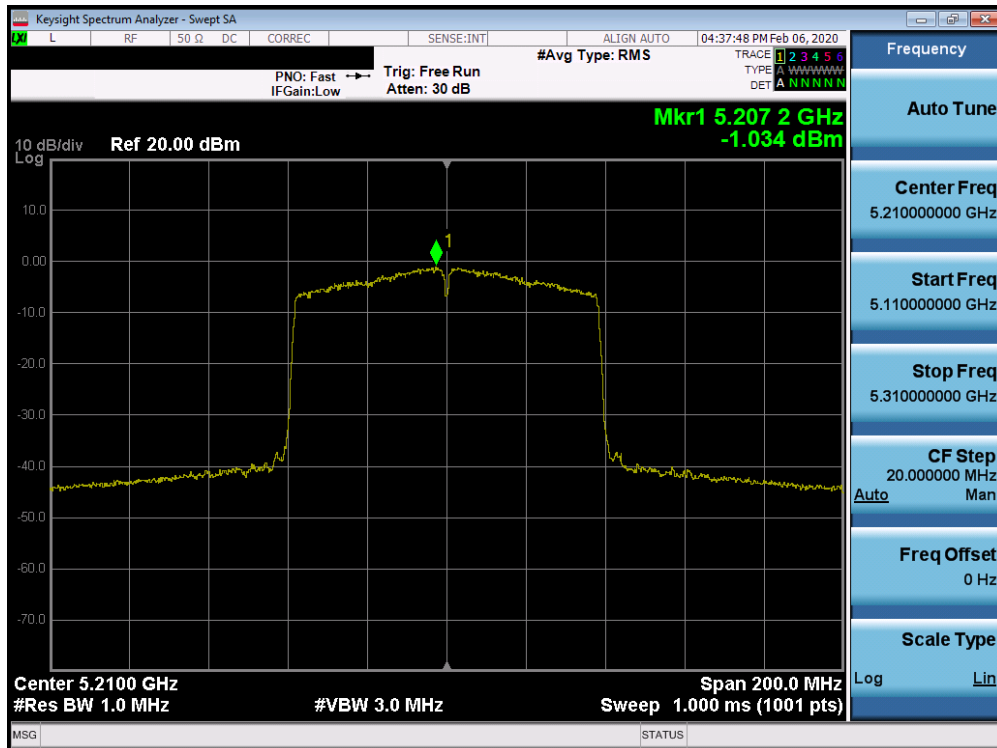 Keysight Spectrum Analyzer - Swept SA
LXI L RF 50 Ω DC CORREC SENSE:INT ALIGN AUTO 04:37:48 PM Feb 06, 2020
PNO: Fast
IFGain:Low
Trig: Free Run
Atten: 30 dB
#Avg Type: RMS
TRACE 1 2 3 4 5 6
TYPE A WWWWW
DET A N N N N N
Mkr1 5.207 2 GHz
-1.034 dBm
10 dB/div
Log
Ref 20.00 dBm
1
10.0
0.00
-10.0
-20.0
-30.0
-40.0
-50.0
-60.0
-70.0
Center 5.2100 GHz
#Res BW 1.0 MHz
#VBW 3.0 MHz
Span 200.0 MHz
Sweep 1.000 ms (1001 pts)
MSG
STATUS
Frequency
Auto Tune
Center Freq
5.210000000 GHz
Start Freq
5.110000000 GHz
Stop Freq
5.310000000 GHz
CF Step
20.000000 MHz
Auto Man
Freq Offset
0 Hz
Scale Type
Log Lin